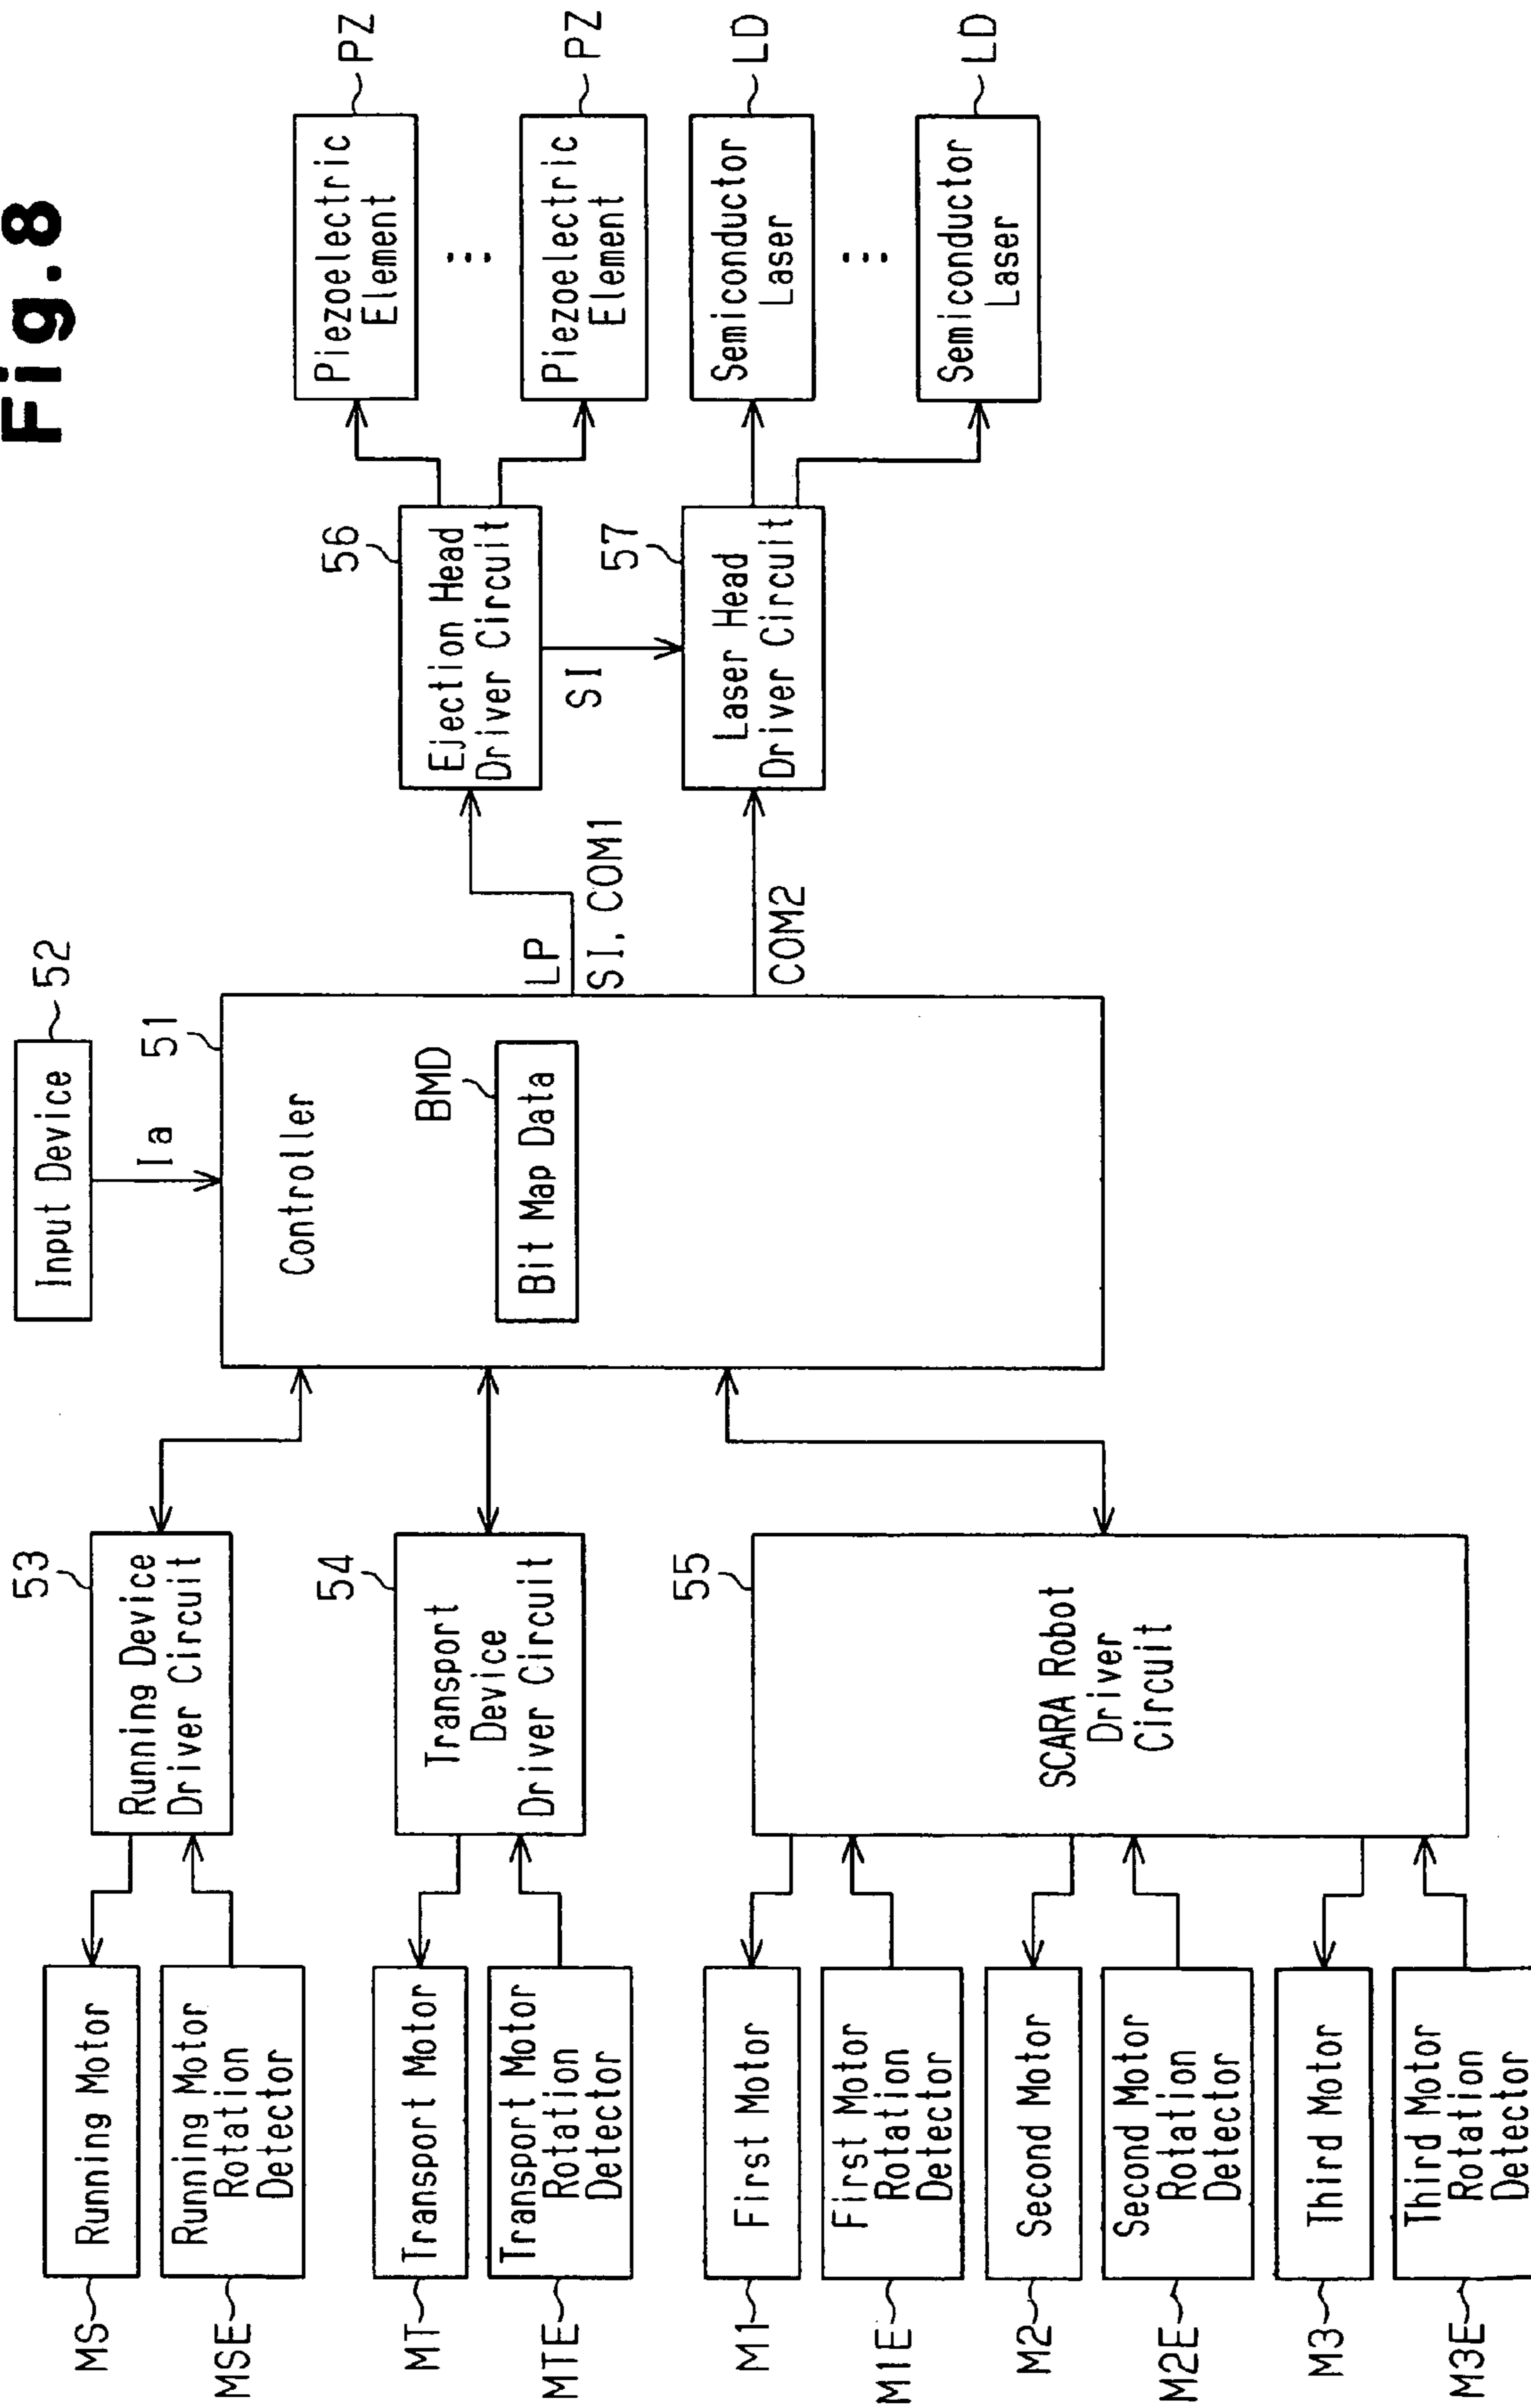 Fig.8
Input Device
52
Ia
51
Controller
BMD
Bit Map Data
53
Running Device
Driver Circuit
54
Transport
Device
Driver Circuit
55
SCARA Robot
Driver
Circuit
MS
Running Motor
MSE
Running Motor
Rotation
Detector
MT
Transport Motor
MTE
Transport Motor
Rotation
Detector
M1
First Motor
M1E
First Motor
Rotation
Detector
M2
Second Motor
M2E
Second Motor
Rotation
Detector
M3
Third Motor
M3E
Third Motor
Rotation
Detector
LP
SI, COM1
COM2
56
Ejection Head
Driver Circuit
SI
57
Laser Head
Driver Circuit
Piezoelectric
Element
PZ
Piezoelectric
Element
PZ
Semiconductor
Laser
LD
Semiconductor
Laser
LD